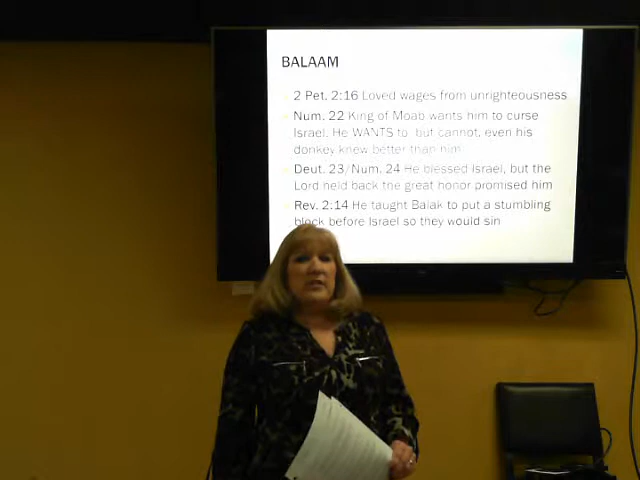 BALAAM
2 Pet. 2:16 Loved wages from unrighteousness
Num. 22 King of Moab wants him to curse
Israel. He WANTS to, but cannot, even his
donkey knew better than him.
Deut. 23/Num. 24 He blessed Israel, but the
Lord held back the great honor promised him
Rev. 2:14 He taught Balak to put a stumbling
block before Israel so they would sin